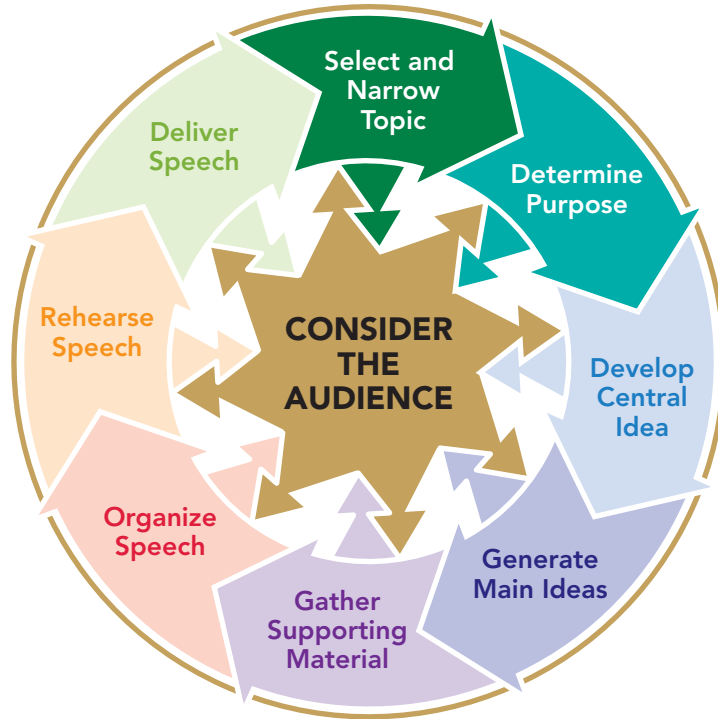 Select and
Narrow
Topic
Determine
Purpose
Develop
Central
Idea
Generate
Main Ideas
Gather
Supporting
Material
Organize
Speech
Rehearse
Speech
Deliver
Speech
CONSIDER
THE
AUDIENCE